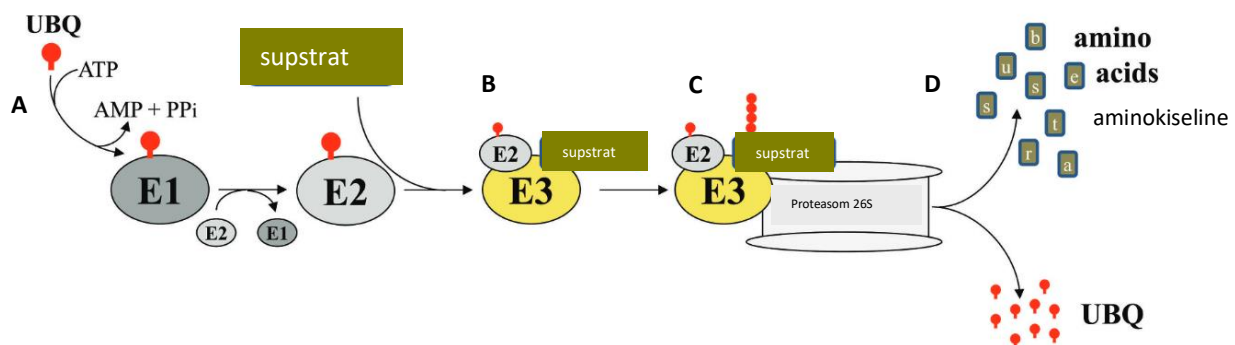 UBQ
ATP
A
AMP + PPi
E1
E2
E1
supstrat
E2
B
E2
supstrat
E3
C
E2
supstrat
E3
Proteasom 26S
D
b
u
s
e
s
t
r
a
amino
acids
aminokiseline
UBQ